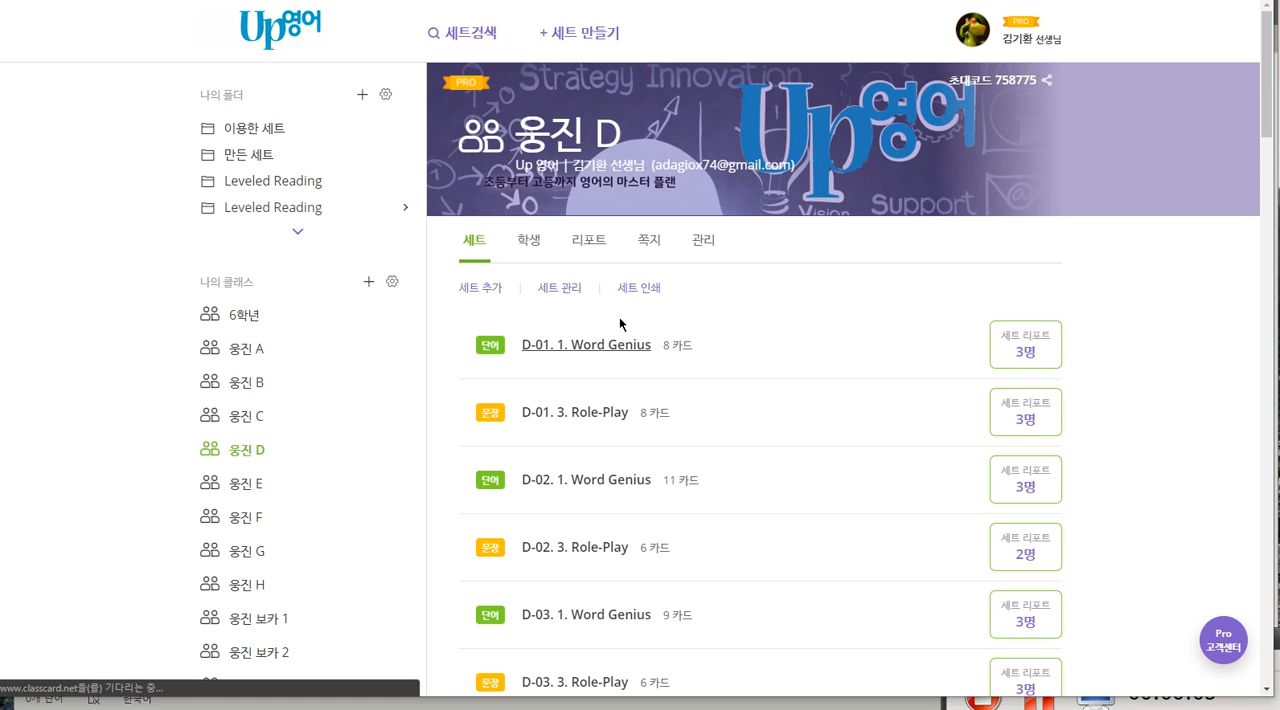 Up영어
세트검색
+ 세트 만들기
PRO
김기환 선생님
나의 폴더
이용한 세트
만든 세트
Leveled Reading
Leveled Reading
나의 클래스
6학년
웅진 A
웅진 B
웅진 C
웅진 D
웅진 E
웅진 F
웅진 G
웅진 H
웅진 보카 1
웅진 보카 2
PRO
Strategy Innovation
초대코드 758775
웅진 D
Up영어
Up 영어 | 김기환 선생님 (adagiox74@gmail.com)
초등부터 고등까지 영어의 마스터 플랜
Vision
Support
세트
학생
리포트
쪽지
관리
세트 추가 | 세트 관리 | 세트 인쇄
단어 D-01. 1. Word Genius 8 카드
세트 리포트
3명
문장 D-01. 3. Role-Play 8 카드
세트 리포트
3명
단어 D-02. 1. Word Genius 11 카드
세트 리포트
3명
문장 D-02. 3. Role-Play 6 카드
세트 리포트
2명
단어 D-03. 1. Word Genius 9 카드
세트 리포트
3명
문장 D-03. 3. Role-Play 6 카드
세트 리포트
3명
Pro
고객센터
www.classcard.net을(를) 기다리는 중...
한국어